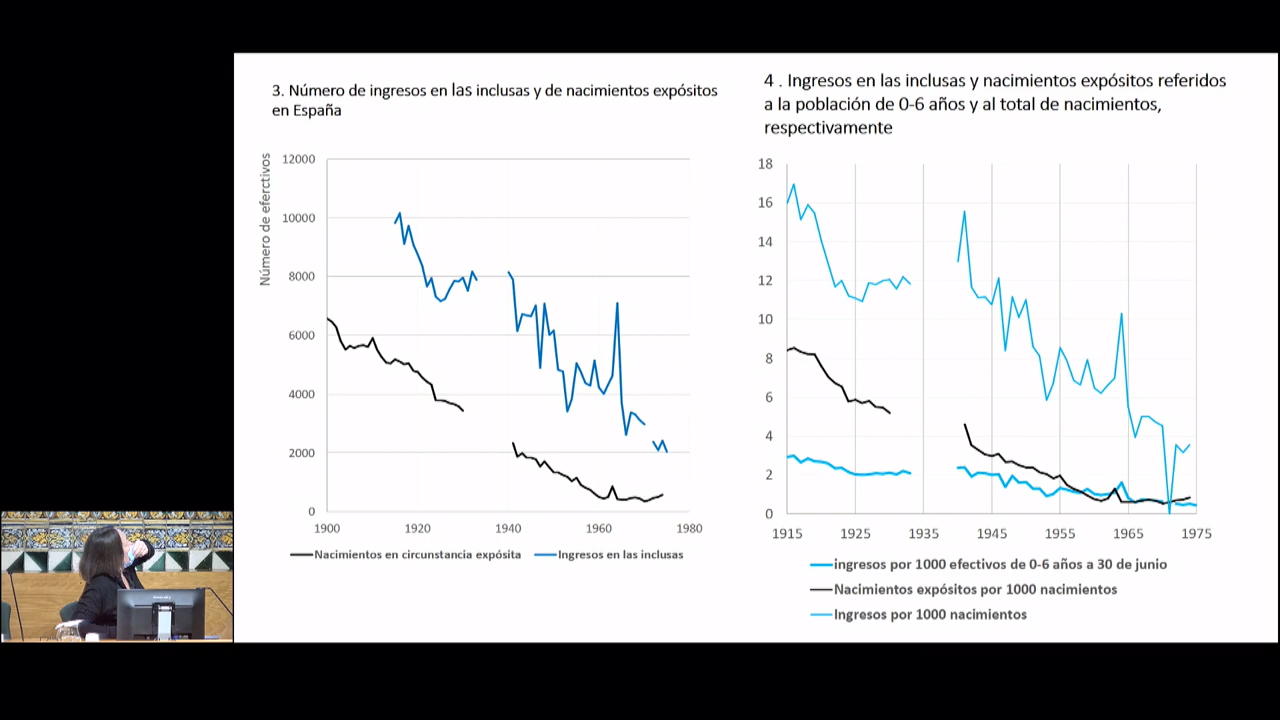 3. Número de ingresos en las inclusas y de nacimientos expósitos
en España
Número de eferctivos
12000
10000
8000
6000
4000
2000
0
1900
1920
1940
1960
1980
Nacimientos en circunstancia expósita
Ingresos en las inclusas
4 . Ingresos en las inclusas y nacimientos expósitos referidos
a la población de 0-6 años y al total de nacimientos,
respectivamente
18
16
14
12
10
8
6
4
2
0
1915
1925
1935
1945
1955
1965
1975
ingresos por 1000 efectivos de 0-6 años a 30 de junio
Nacimientos expósitos por 1000 nacimientos
Ingresos por 1000 nacimientos